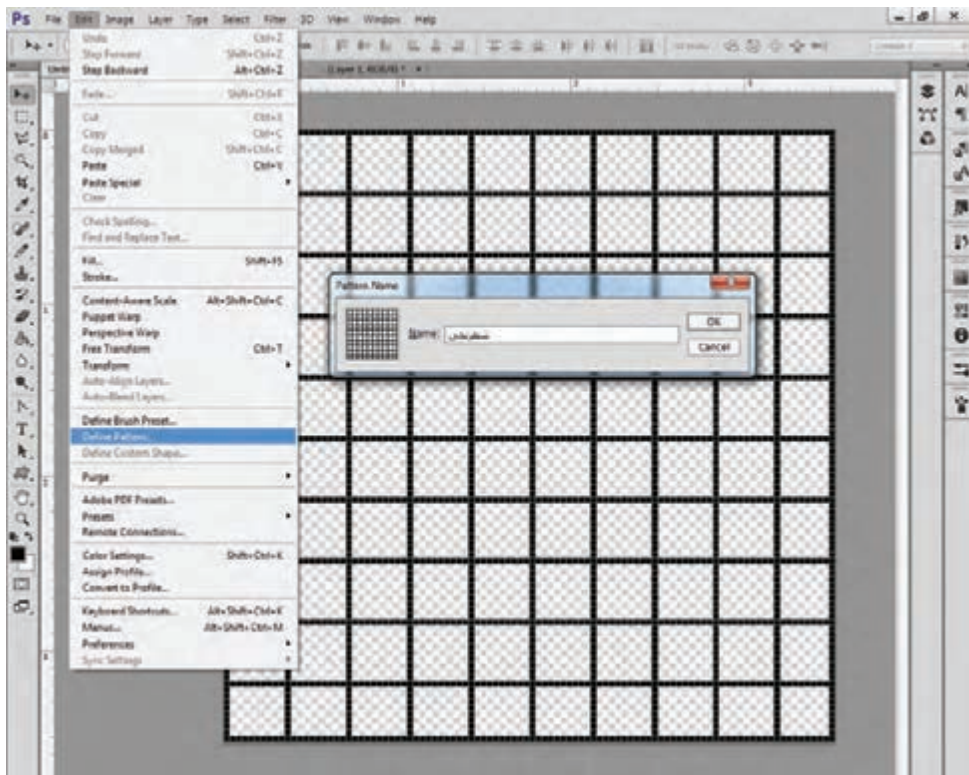 Ps File Edit Image Layer Type Select Filter 3D View Window Help
Undo Ctrl+Z
Step Forward Shift+Ctrl+Z
Step Backward Alt+Ctrl+Z
Fade... Shift+Ctrl+F
Cut Ctrl+X
Copy Ctrl+C
Copy Merged Shift+Ctrl+C
Paste Ctrl+V
Paste Special
Clear
Check Spelling...
Find and Replace Text...
Fill... Shift+F5
Stroke...
Content-Aware Scale Alt+Shift+Ctrl+C
Puppet Warp
Perspective Warp
Free Transform Ctrl+T
Transform
Auto-Align Layers...
Auto-Blend Layers...
Define Brush Preset...
Define Pattern...
Define Custom Shape...
Purge
Adobe PDF Presets...
Presets
Remote Connections...
Color Settings... Shift+Ctrl+K
Assign Profile...
Convert to Profile...
Keyboard Shortcuts... Alt+Shift+Ctrl+K
Menus... Alt+Shift+Ctrl+M
Preferences
Sync Settings
Pattern Name
Name: شطرنجی
OK
Cancel